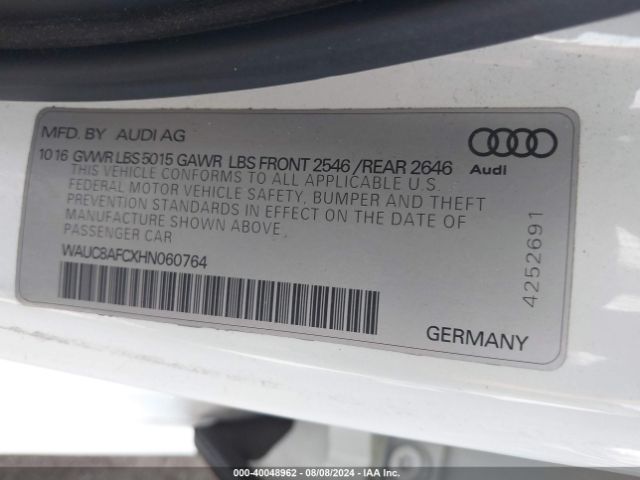 MFD. BY AUDI AG
10 16 GVWR LBS 5015 GAWR LBS FRONT 2546 /REAR 2646
THIS VEHICLE CONFORMS TO ALL APPLICABLE U.S.
FEDERAL MOTOR VEHICLE SAFETY, BUMPER AND THEFT
PREVENTION STANDARDS IN EFFECT ON THE DATE OF
MANUFACTURE SHOWN ABOVE.
PASSENGER CAR
WAUC8AFCXHN060764
Audi
4252691
GERMANY
000-40048962 - 08/08/2024 - IAA Inc.